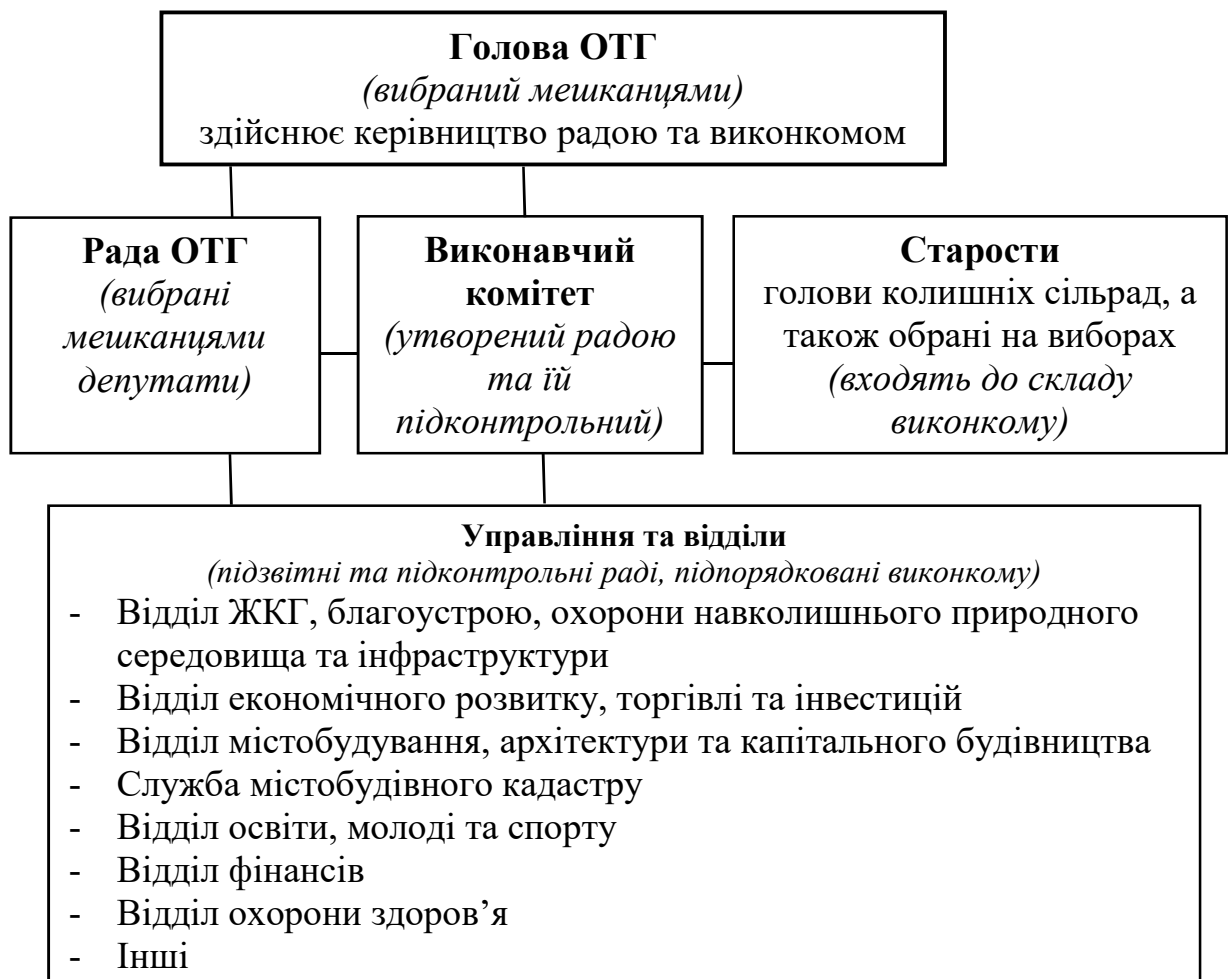 Голова ОТГ
(вибраний мешканцями)
здійснює керівництво радою та виконкомом
Рада ОТГ
(вибрані
мешканцями
депутати)
Виконавчий
комітет
(утворений радою
та їй
підконтрольний)
Старости
голови колишніх сільрад, а
також обрані на виборах
(входять до складу
виконкому)
Управління та відділи
(підзвітні та підконтрольні раді, підпорядковані виконкому)
- Відділ ЖКГ, благоустрою, охорони навколишнього природного
середовища та інфраструктури
- Відділ економічного розвитку, торгівлі та інвестицій
- Відділ містобудування, архітектури та капітального будівництва
- Служба містобудівного кадастру
- Відділ освіти, молоді та спорту
- Відділ фінансів
- Відділ охорони здоров’я
- Інші